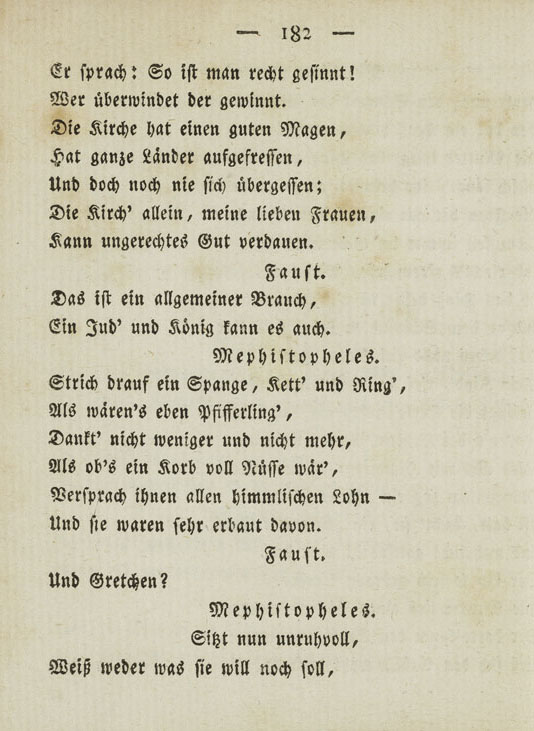 — 182 —
Er sprach: So ist man recht gesinnt!
Wer überwindet der gewinnt.
Die Kirche hat einen guten Magen,
Hat ganze Länder aufgefressen,
Und doch noch nie sich übergessen;
Die Kirch' allein, meine lieben Frauen,
Kann ungerechtes Gut verdauen.
Faust.
Das ist ein allgemeiner Brauch,
Ein Jud' und König kann es auch.
Mephistopheles.
Strich drauf ein Spange, Kett' und Ring',
Als wären's eben Pfifferling',
Dankt' nicht weniger und nicht mehr,
Als ob's ein Korb voll Nüsse wär',
Versprach ihnen allen himmlischen Lohn —
Und sie waren sehr erbaut davon.
Faust.
Und Gretchen?
Mephistopheles.
Sitzt nun unruhvoll,
Weiß weder was sie will noch soll,